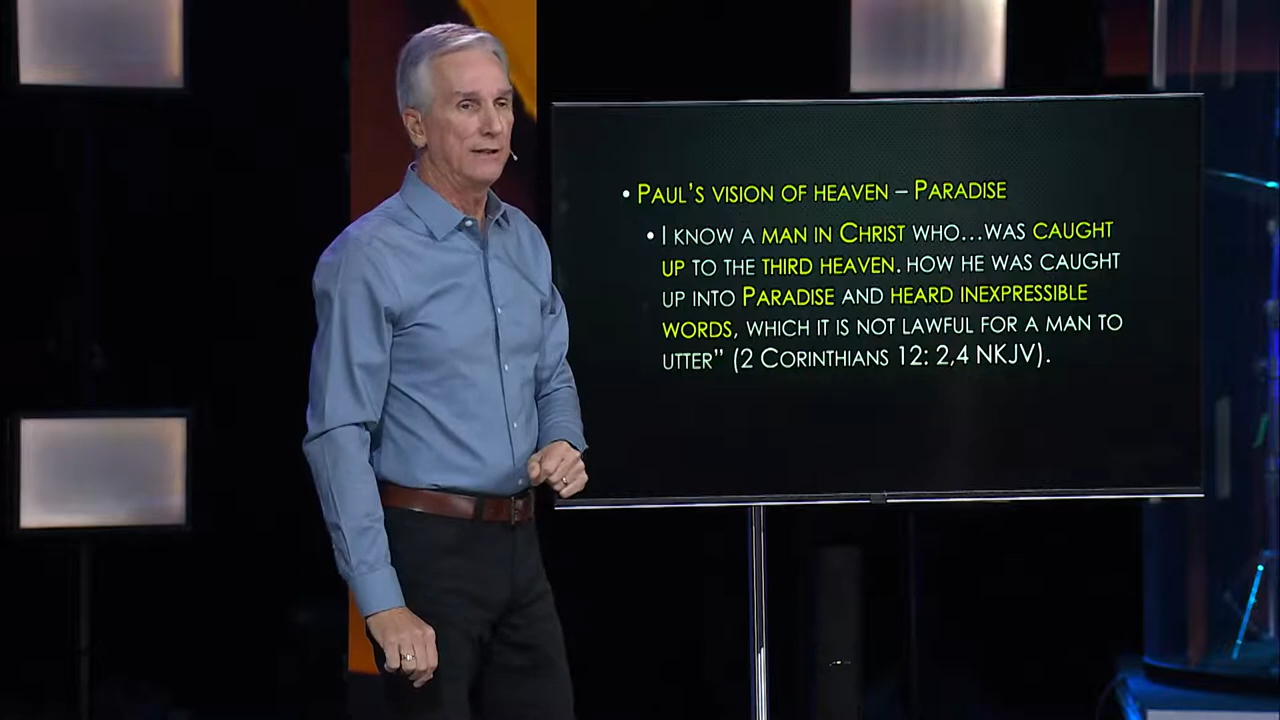 • Paul's vision of heaven – Paradise
• I know a man in Christ who...was caught
up to the third heaven. how he was caught
up into Paradise and heard inexpressible
words, which it is not lawful for a man to
utter” (2 Corinthians 12: 2,4 NKJV).